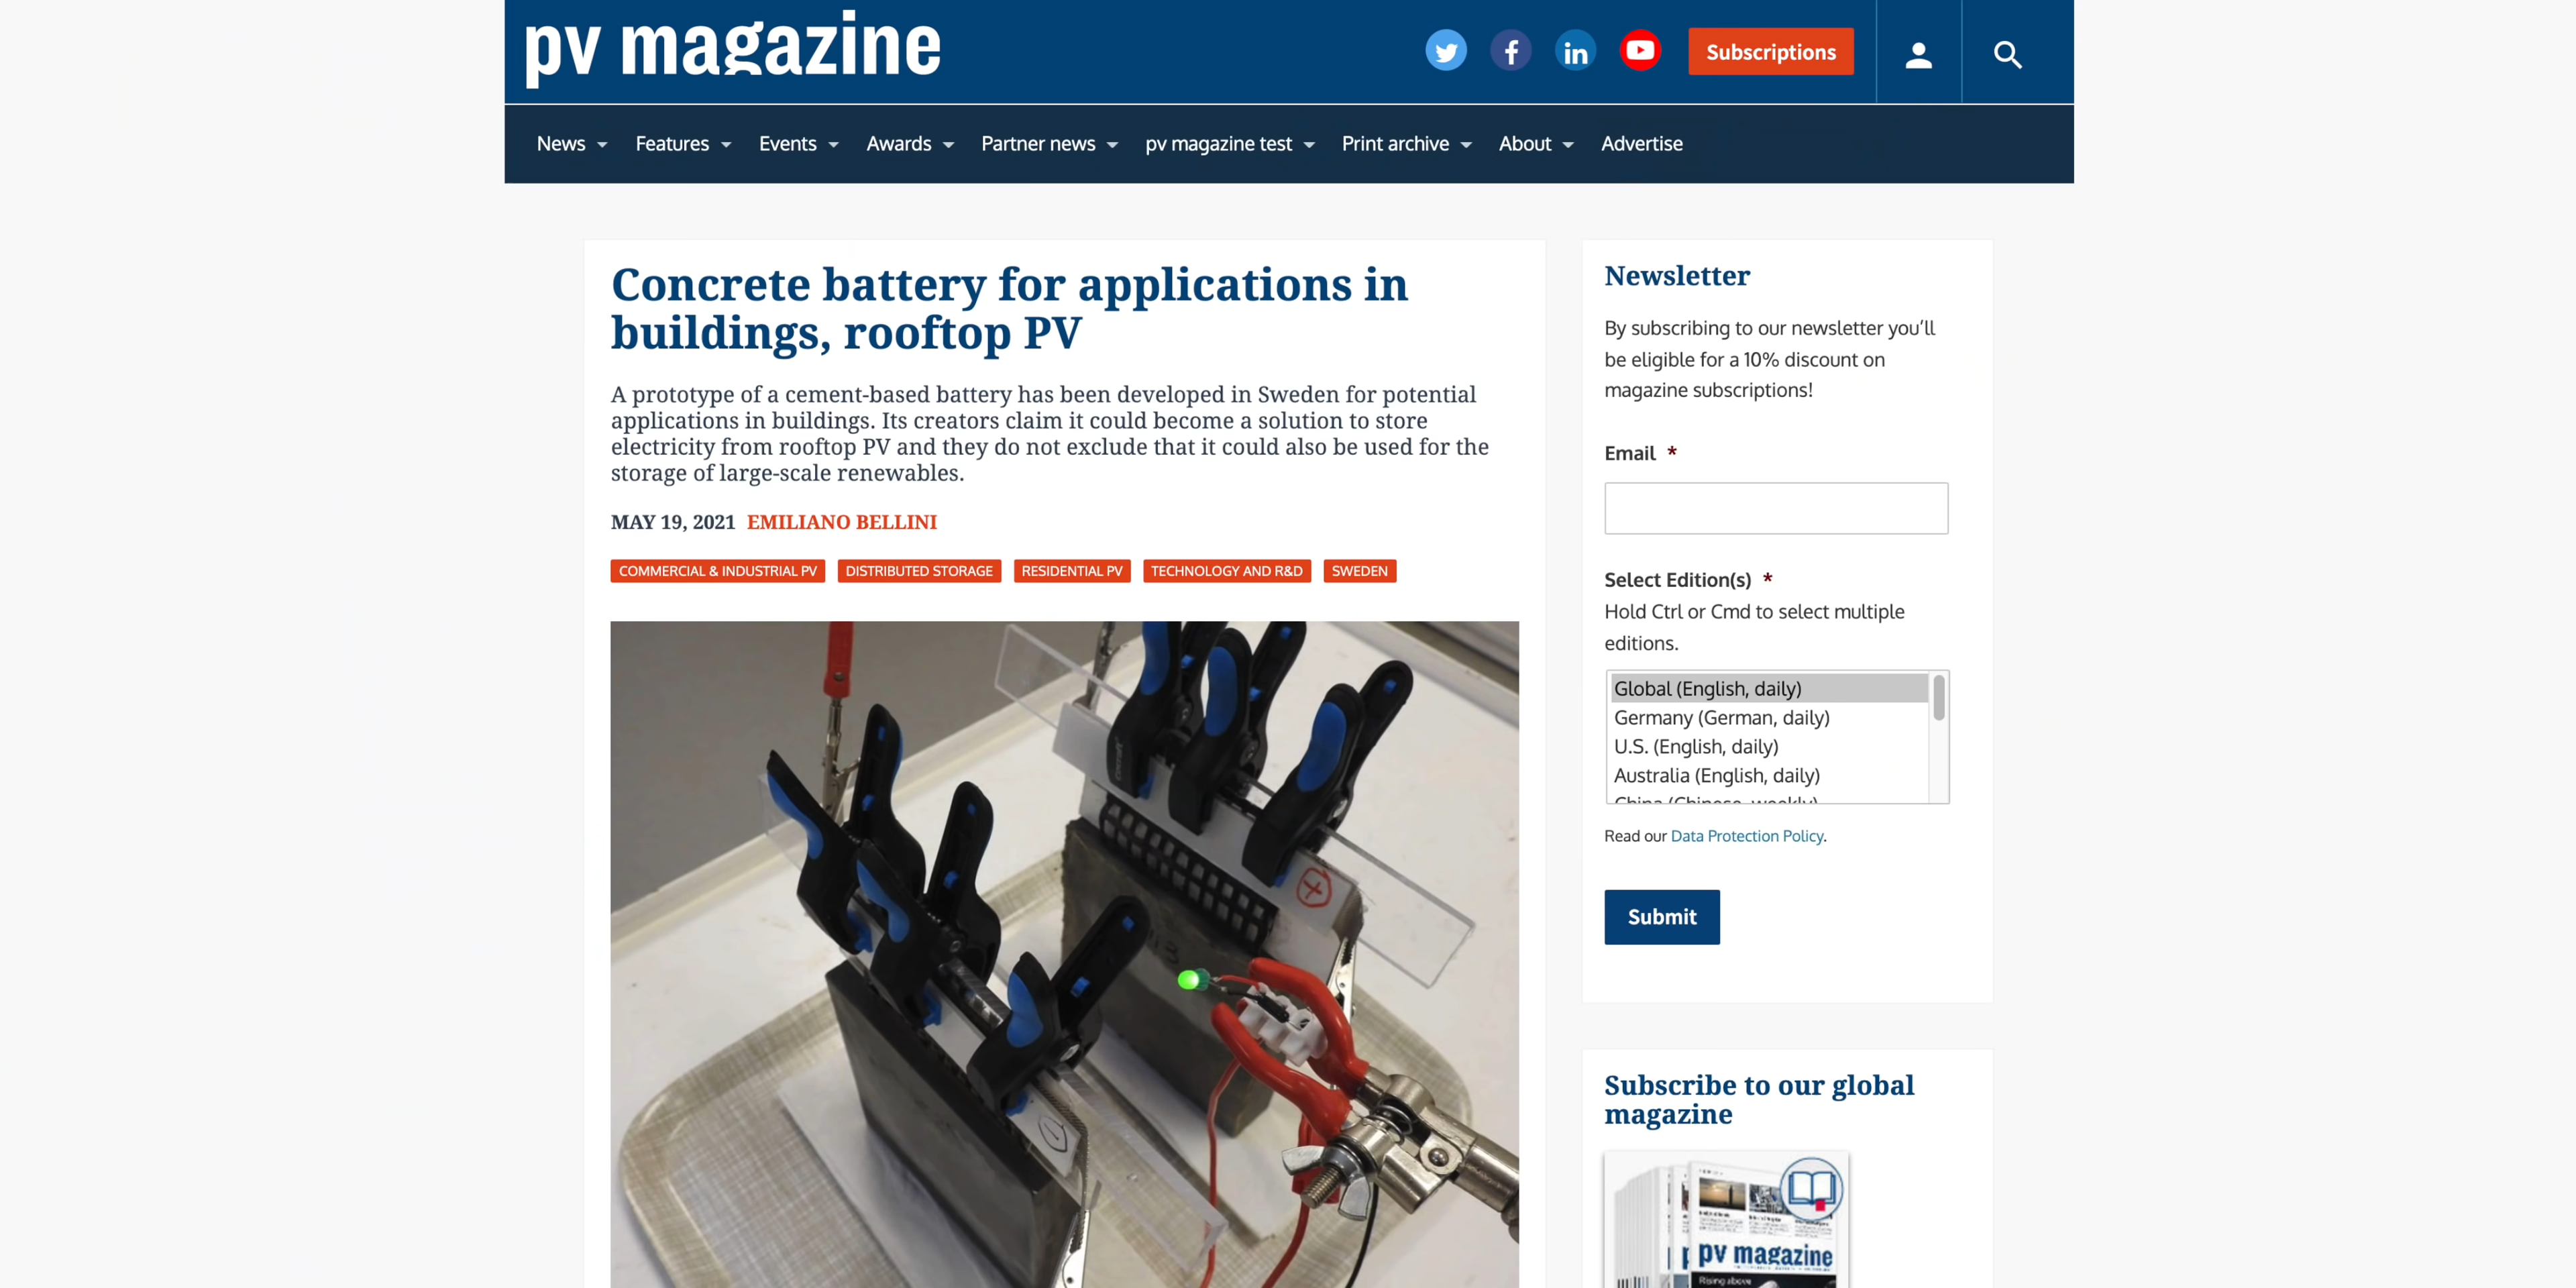 pv magazine
Subscriptions
News
Features
Events
Awards
Partner news
pv magazine test
Print archive
About
Advertise
Concrete battery for applications in
buildings, rooftop PV
A prototype of a cement-based battery has been developed in Sweden for potential
applications in buildings. Its creators claim it could become a solution to store
electricity from rooftop PV and they do not exclude that it could also be used for the
storage of large-scale renewables.
MAY 19, 2021 EMILIANO BELLINI
COMMERCIAL & INDUSTRIAL PV
DISTRIBUTED STORAGE
RESIDENTIAL PV
TECHNOLOGY AND R&D
SWEDEN
Newsletter
By subscribing to our newsletter you'll
be eligible for a 10% discount on
magazine subscriptions!
Email *
Select Edition(s) *
Hold Ctrl or Cmd to select multiple
editions.
Global (English, daily)
Germany (German, daily)
U.S. (English, daily)
Australia (English, daily)
China (Chinese, weekly)
Read our Data Protection Policy.
Submit
Subscribe to our global
magazine
pv magazine
Rising above